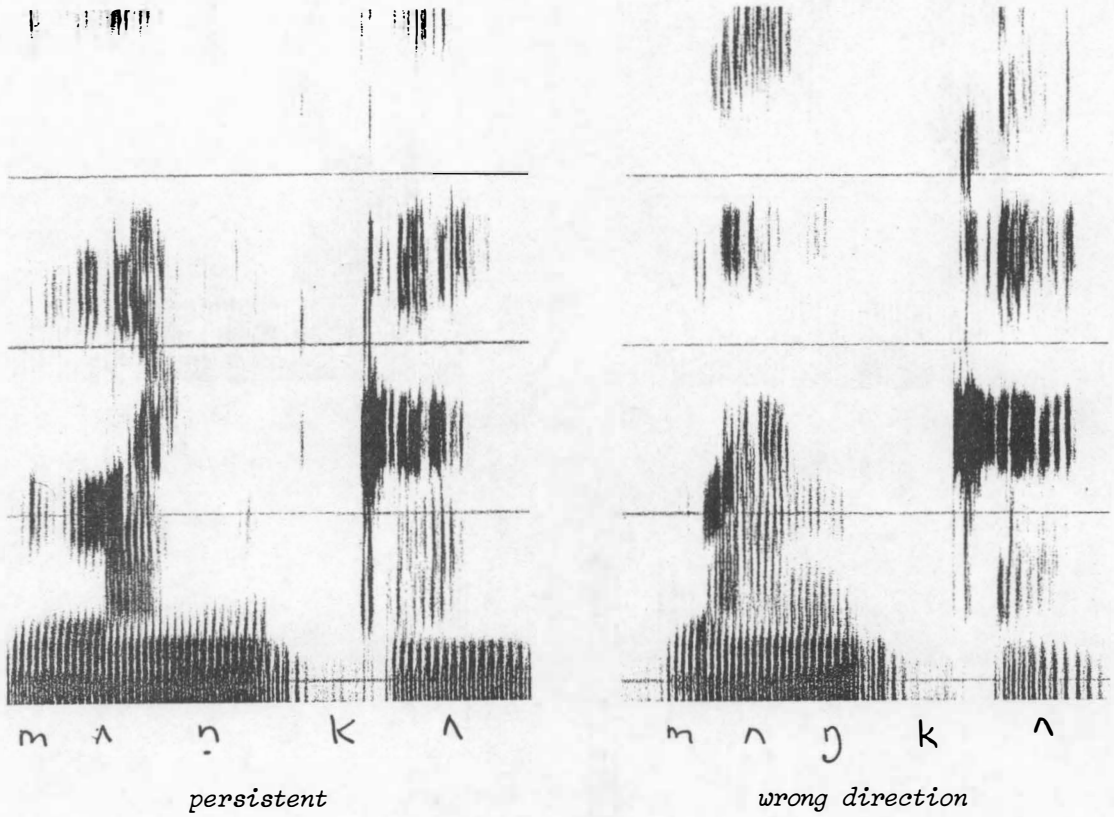 m ʌ ṇ k ʌ
persistent
m ʌ ŋ k ʌ
wrong direction